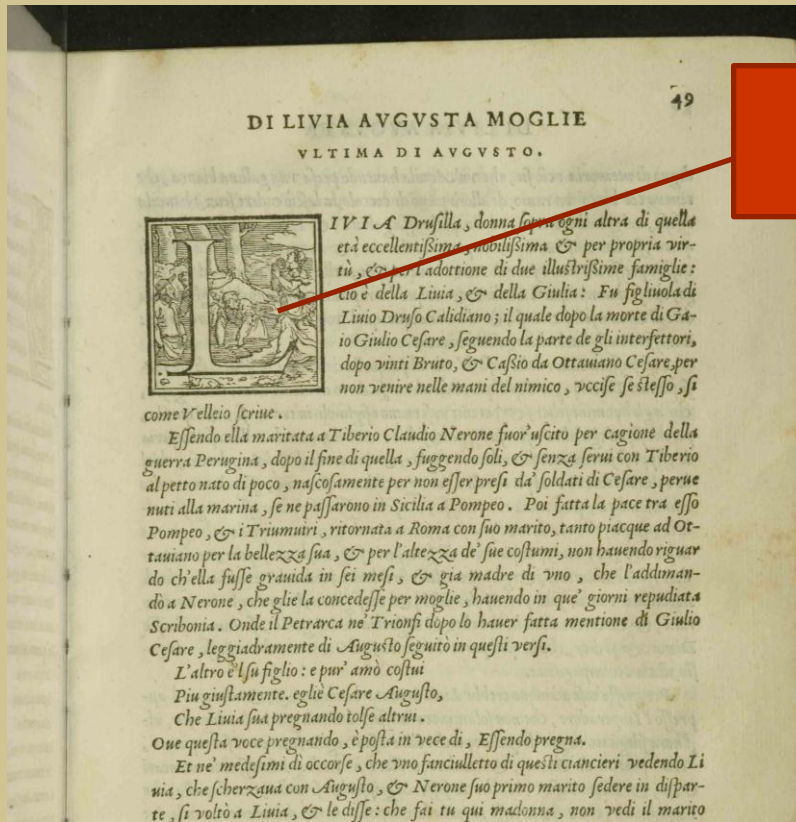 49
DI LIVIA AVGVSTA MOGLIE
VLTIMA DI AVGVSTO.
LIVIA Druſilla, donna ſopra ogni altra di quella
età eccellentiſsima, nobiliſsima & per propria vir-
tù, & per l'adottione di due illuſtriſsime famiglie:
cio è della Liuia, & della Giulia: Fu figliuola di
Liuio Druſo Calidiano; il quale dopo la morte di Ga-
io Giulio Ceſare, ſeguendo la parte de gli interfettori,
dopo vinti Bruto, & Caſsio da Ottauiano Ceſare, per
non venire nelle mani del nimico, vcciſe ſe ſteſſo, ſi
come Velleio ſcriue.
Eſſendo ella maritata a Tiberio Claudio Nerone fuor'uſcito per cagione della
guerra Perugina, dopo il fine di quella, fuggendo ſoli, & ſenza ſerui con Tiberio
al petto nato di poco, naſcoſamente per non eſſer preſi da' ſoldati di Ceſare, perue
nuti alla marina, ſe ne paſſarono in Sicilia a Pompeo. Poi fatta la pace tra eſſo
Pompeo, & i Triumuiri, ritornata a Roma con ſuo marito, tanto piacque ad Ot-
tauiano per la bellezza ſua, & per l'altezza de' ſue coſtumi, non hauendo riguar
do ch'ella fuſſe grauida in ſei meſi, & gia madre di vno, che l'addiman-
dò a Nerone, che glie la concedeſſe per moglie, hauendo in que' giorni repudiata
Scribonia. Onde il Petrarca ne' Trionfi dopo lo hauer fatta mentione di Giulio
Ceſare, leggiadramente di Auguſto ſeguitò in queſti verſi.
L'altro è'l ſu figlio: e pur' amò coſtui
Piu giuſtamente. egliè Ceſare Auguſto,
Che Liuia ſua pregnando tolſe altrui.
Oue queſta voce pregnando, è poſta in vece di, Eſſendo pregna.
Et ne' medeſimi dì occorſe, che vno fanciulletto di queſti ciancieri vedendo Li
uia, che ſcherzaua con Auguſto, & Nerone ſuo primo marito ſedere in diſpar-
te, ſi voltò a Liuia, & le diſſe: che fai tu qui madonna, non vedi il marito